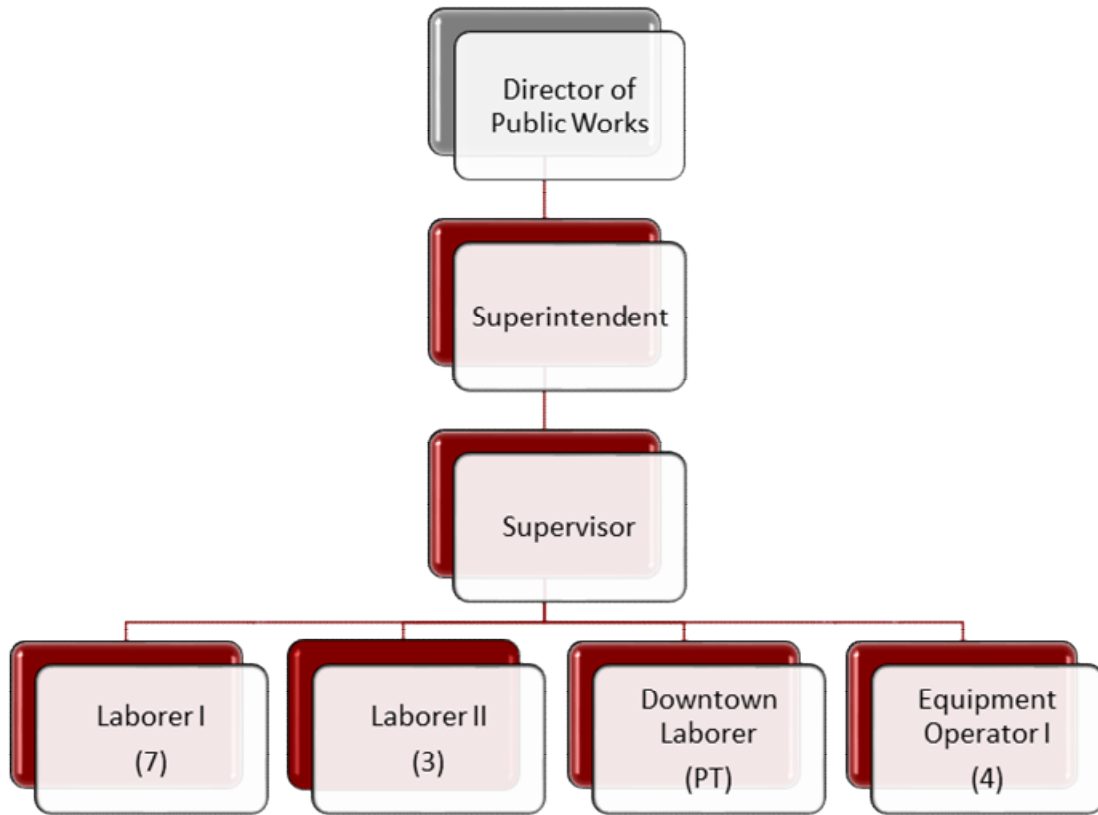 Director of
Public Works
Superintendent
Supervisor
Laborer I
(7)
Laborer II
(3)
Downtown
Laborer
(PT)
Equipment
Operator I
(4)